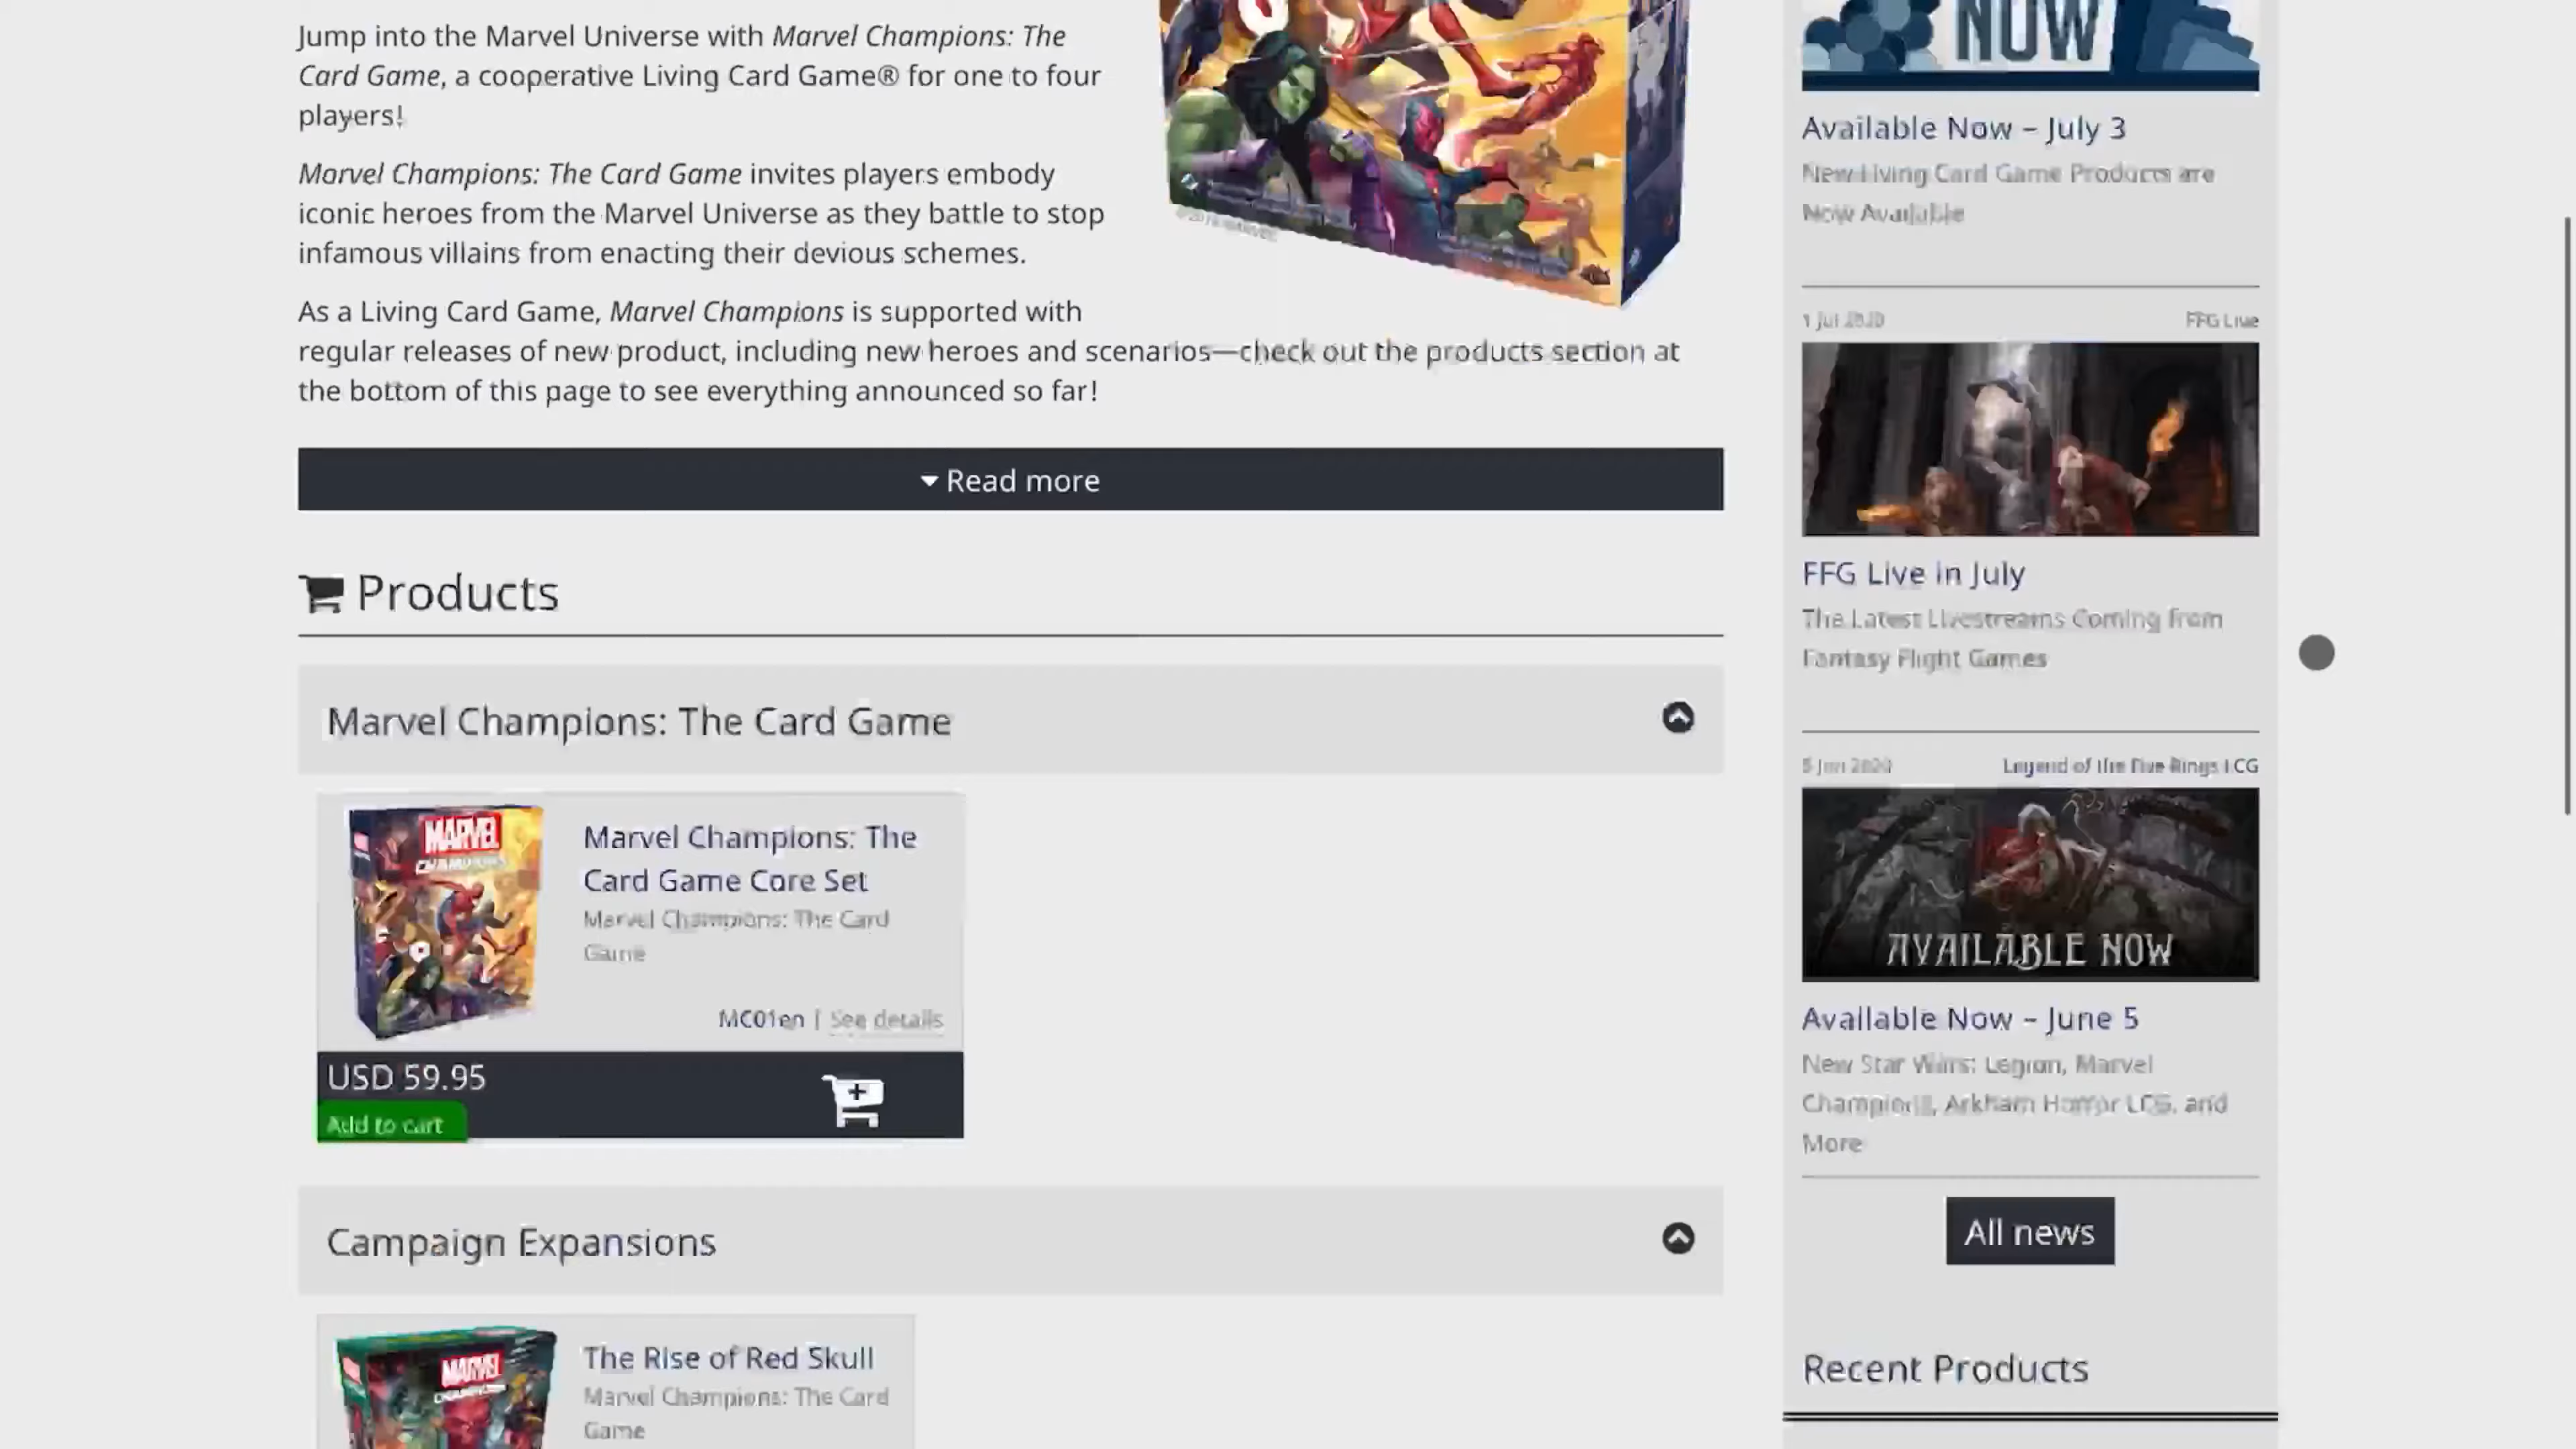 Jump into the Marvel Universe with Marvel Champions: The
Card Game, a cooperative Living Card Game® for one to four
players!
Marvel Champions: The Card Game invites players embody
iconic heroes from the Marvel Universe as they battle to stop
infamous villains from enacting their devious schemes.
As a Living Card Game, Marvel Champions is supported with
regular releases of new product, including new heroes and scenarios—check out the products section at
the bottom of this page to see everything announced so far!
Read more
Products
Marvel Champions: The Card Game
MARVEL
CHAMPIONS
Marvel Champions: The
Card Game Core Set
Marvel Champions: The Card
Game
MC01en | See details
USD 59.95
Add to cart
Campaign Expansions
MARVEL
The Rise of Red Skull
Marvel Champions: The Card
Game
NOW
Available Now – July 3
New Living Card Game Products are
Now Available
1 Jul 2020
FFG Live
FFG Live in July
The Latest Livestreams Coming from
Fantasy Flight Games
5 Jun 2020
Legend of the Five Rings LCG
AVAILABLE NOW
Available Now – June 5
New Star Wars: Legion, Marvel
Champions, Arkham Horror LCG, and
More
All news
Recent Products